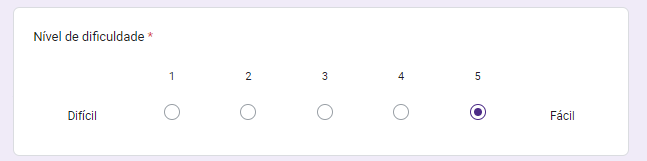 Nível de dificuldade *
1 2 3 4 5
Difícil Fácil